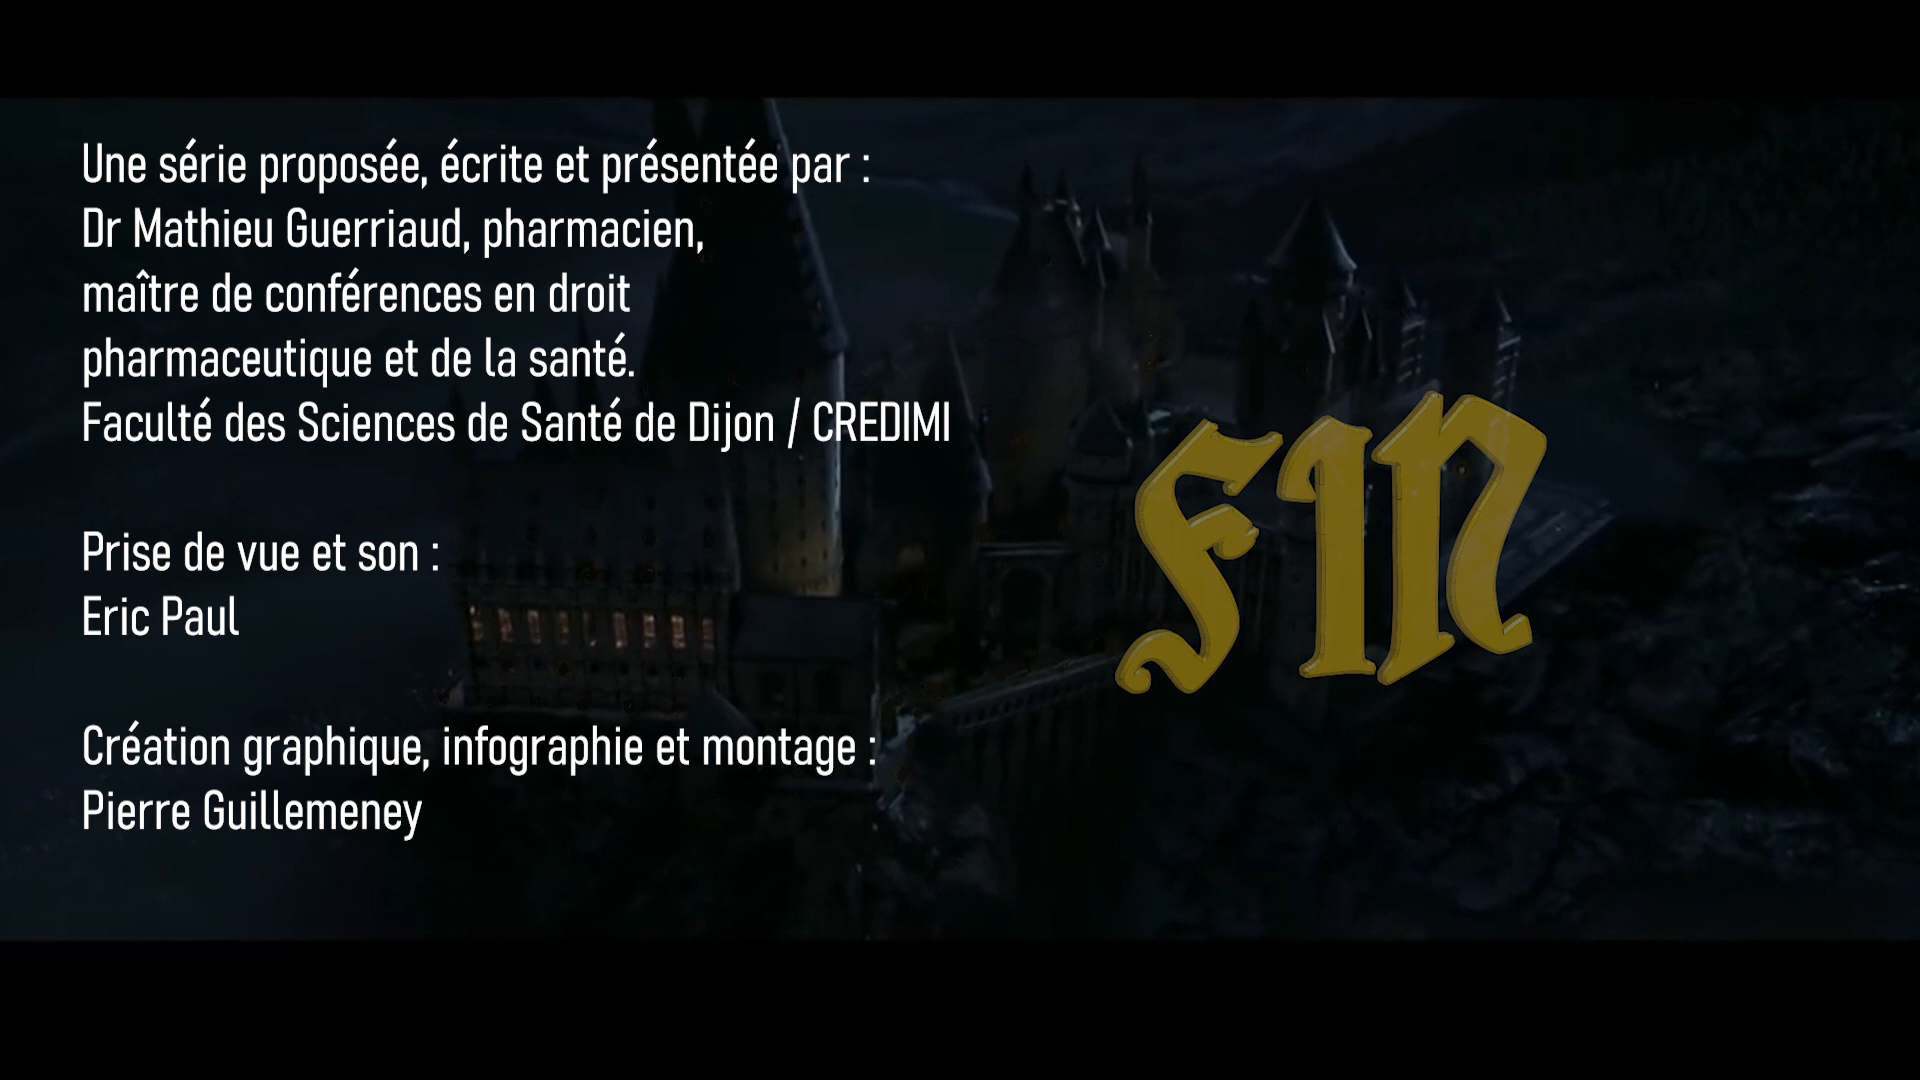 Une série proposée, écrite et présentée par :
Dr Mathieu Guerriaud, pharmacien,
maître de conférences en droit
pharmaceutique et de la santé.
Faculté des Sciences de Santé de Dijon / CREDIMI
Prise de vue et son :
Eric Paul
Création graphique, infographie et montage :
Pierre Guillemeney
FIN